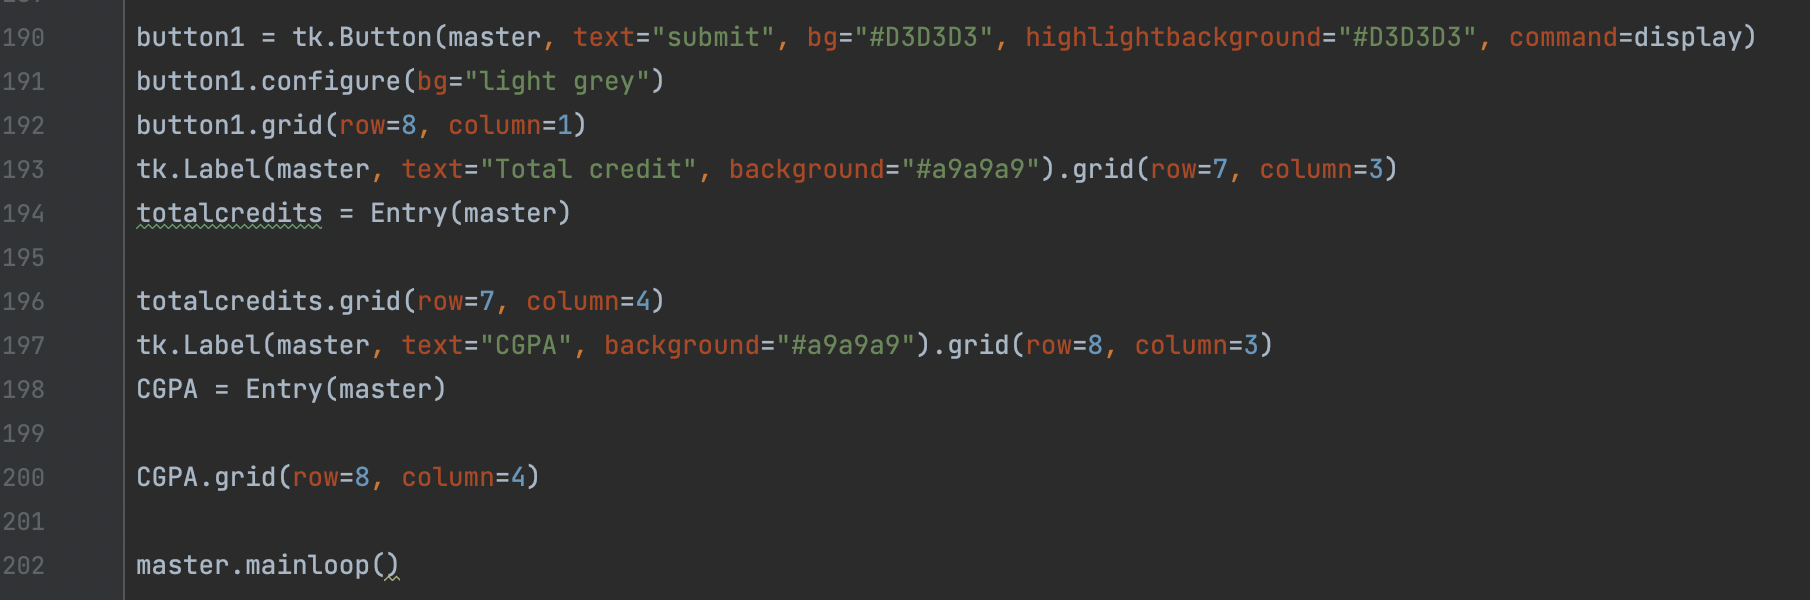 190 button1 = tk.Button(master, text="submit", bg="#D3D3D3", highlightbackground="#D3D3D3", command=display)
191 button1.configure(bg="light grey")
192 button1.grid(row=8, column=1)
193 tk.Label(master, text="Total credit", background="#a9a9a9").grid(row=7, column=3)
194 totalcredits = Entry(master)
195
196 totalcredits.grid(row=7, column=4)
197 tk.Label(master, text="CGPA", background="#a9a9a9").grid(row=8, column=3)
198 CGPA = Entry(master)
199
200 CGPA.grid(row=8, column=4)
201
202 master.mainloop()